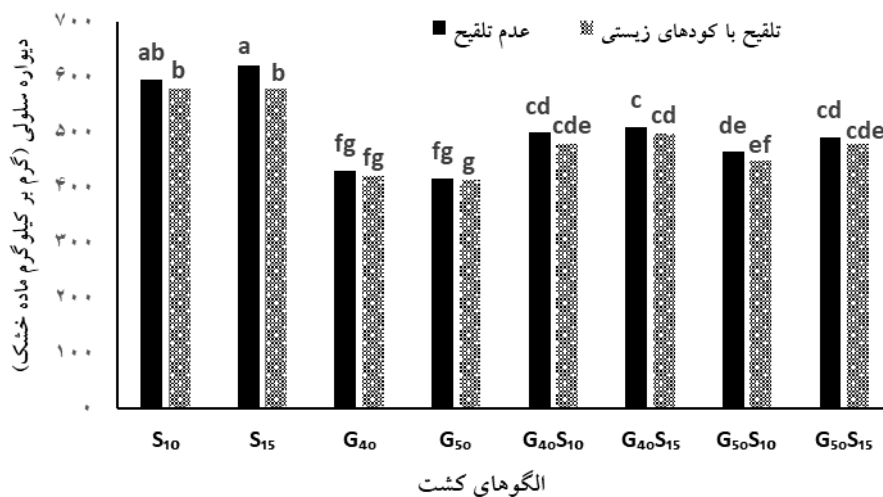 دیواره سلولی (گرم بر کیلوگرم ماده خشک)
۷۰۰
۶۰۰
۵۰۰
۴۰۰
۳۰۰
۲۰۰
۱۰۰
۰
عدم تلقیح
تلقیح با کودهای زیستی
ab b a b fg fg fg g cd cde c cd de ef cd cde
S₁₀ S₁₅ G₄₀ G₅₀ G₄₀S₁₀ G₄₀S₁₅ G₅₀S₁₀ G₅₀S₁₅
الگوهای کشت